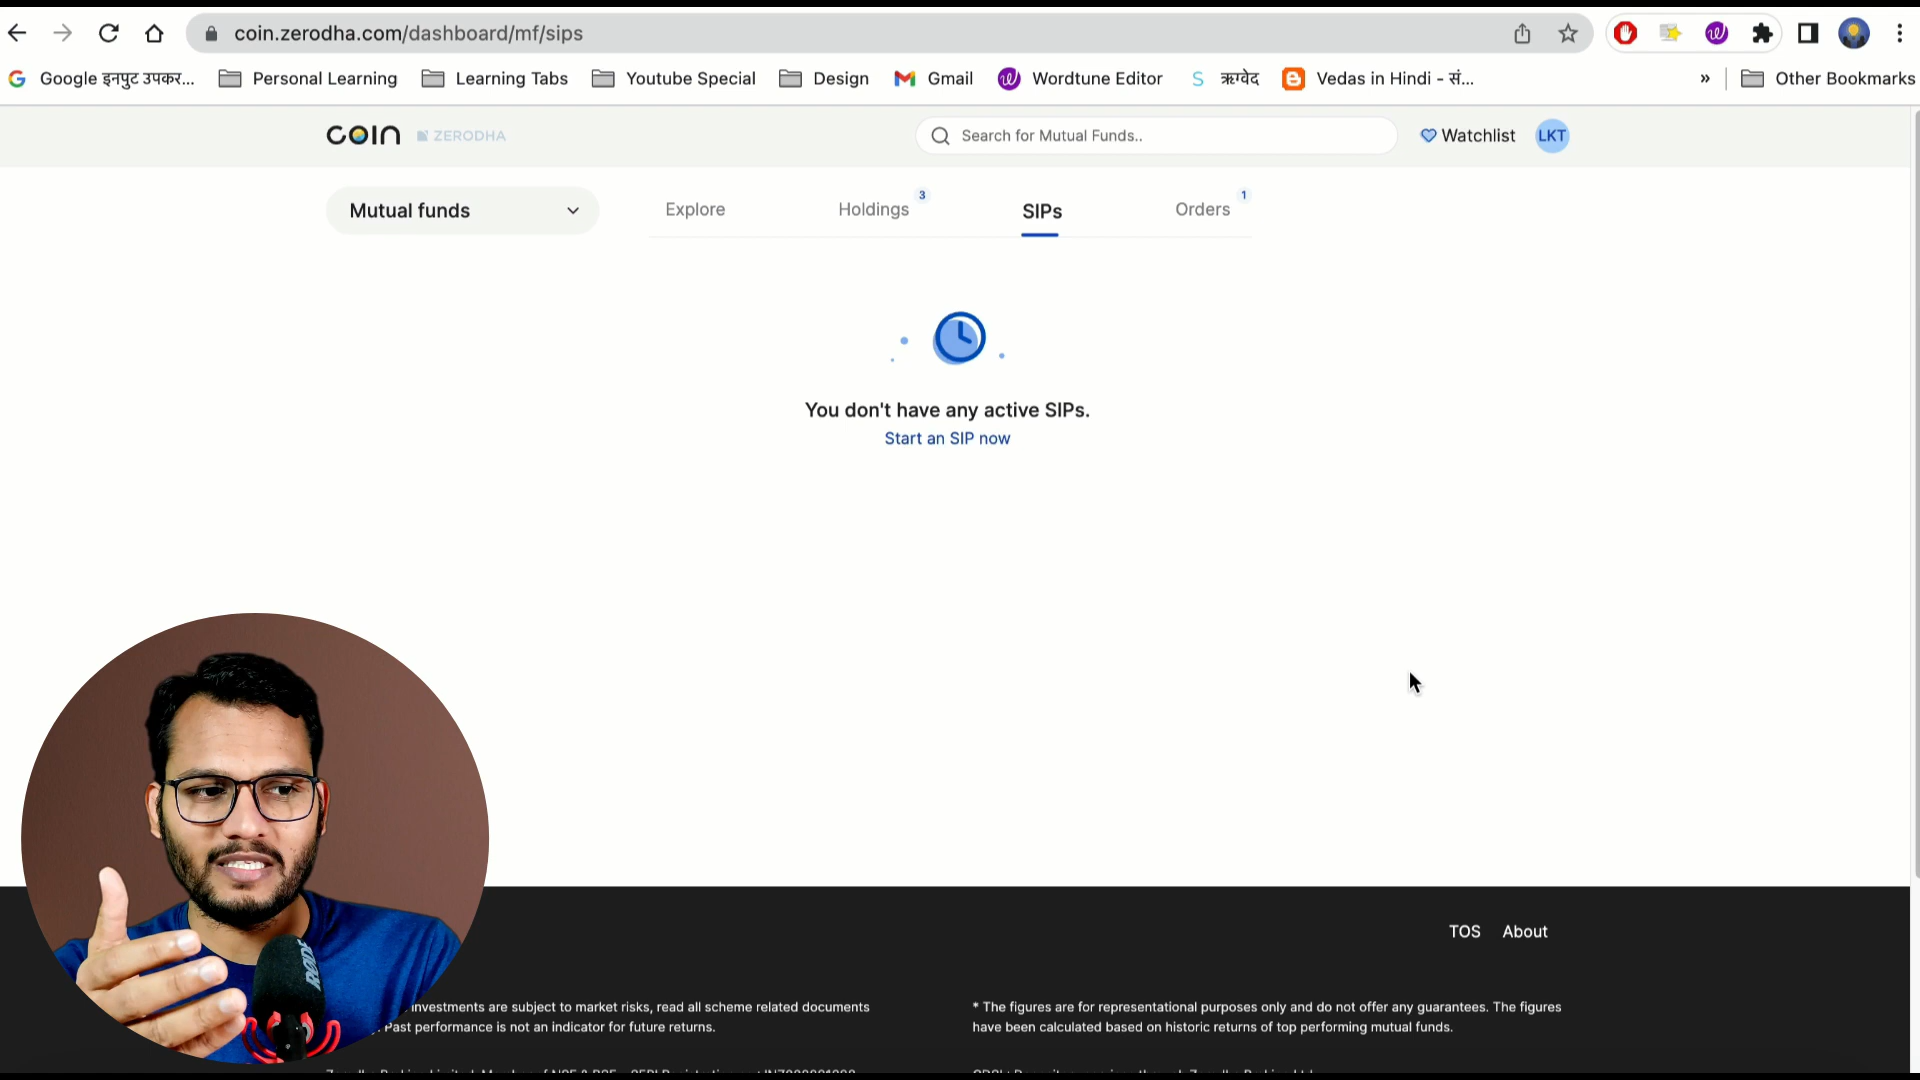 coin.zerodha.com/dashboard/mf/sips
Google इनपुट उपकर... Personal Learning Learning Tabs Youtube Special Design Gmail Wordtune Editor S ऋग्वेद Vedas in Hindi - सं... » Other Bookmarks
COIN ZERODHA Search for Mutual Funds.. Watchlist LKT
Mutual funds Explore Holdings 3 SIPs Orders 1
You don't have any active SIPs.
Start an SIP now
TOS About
investments are subject to market risks, read all scheme related documents
. Past performance is not an indicator for future returns.
* The figures are for representational purposes only and do not offer any guarantees. The figures
have been calculated based on historic returns of top performing mutual funds.
RØDE